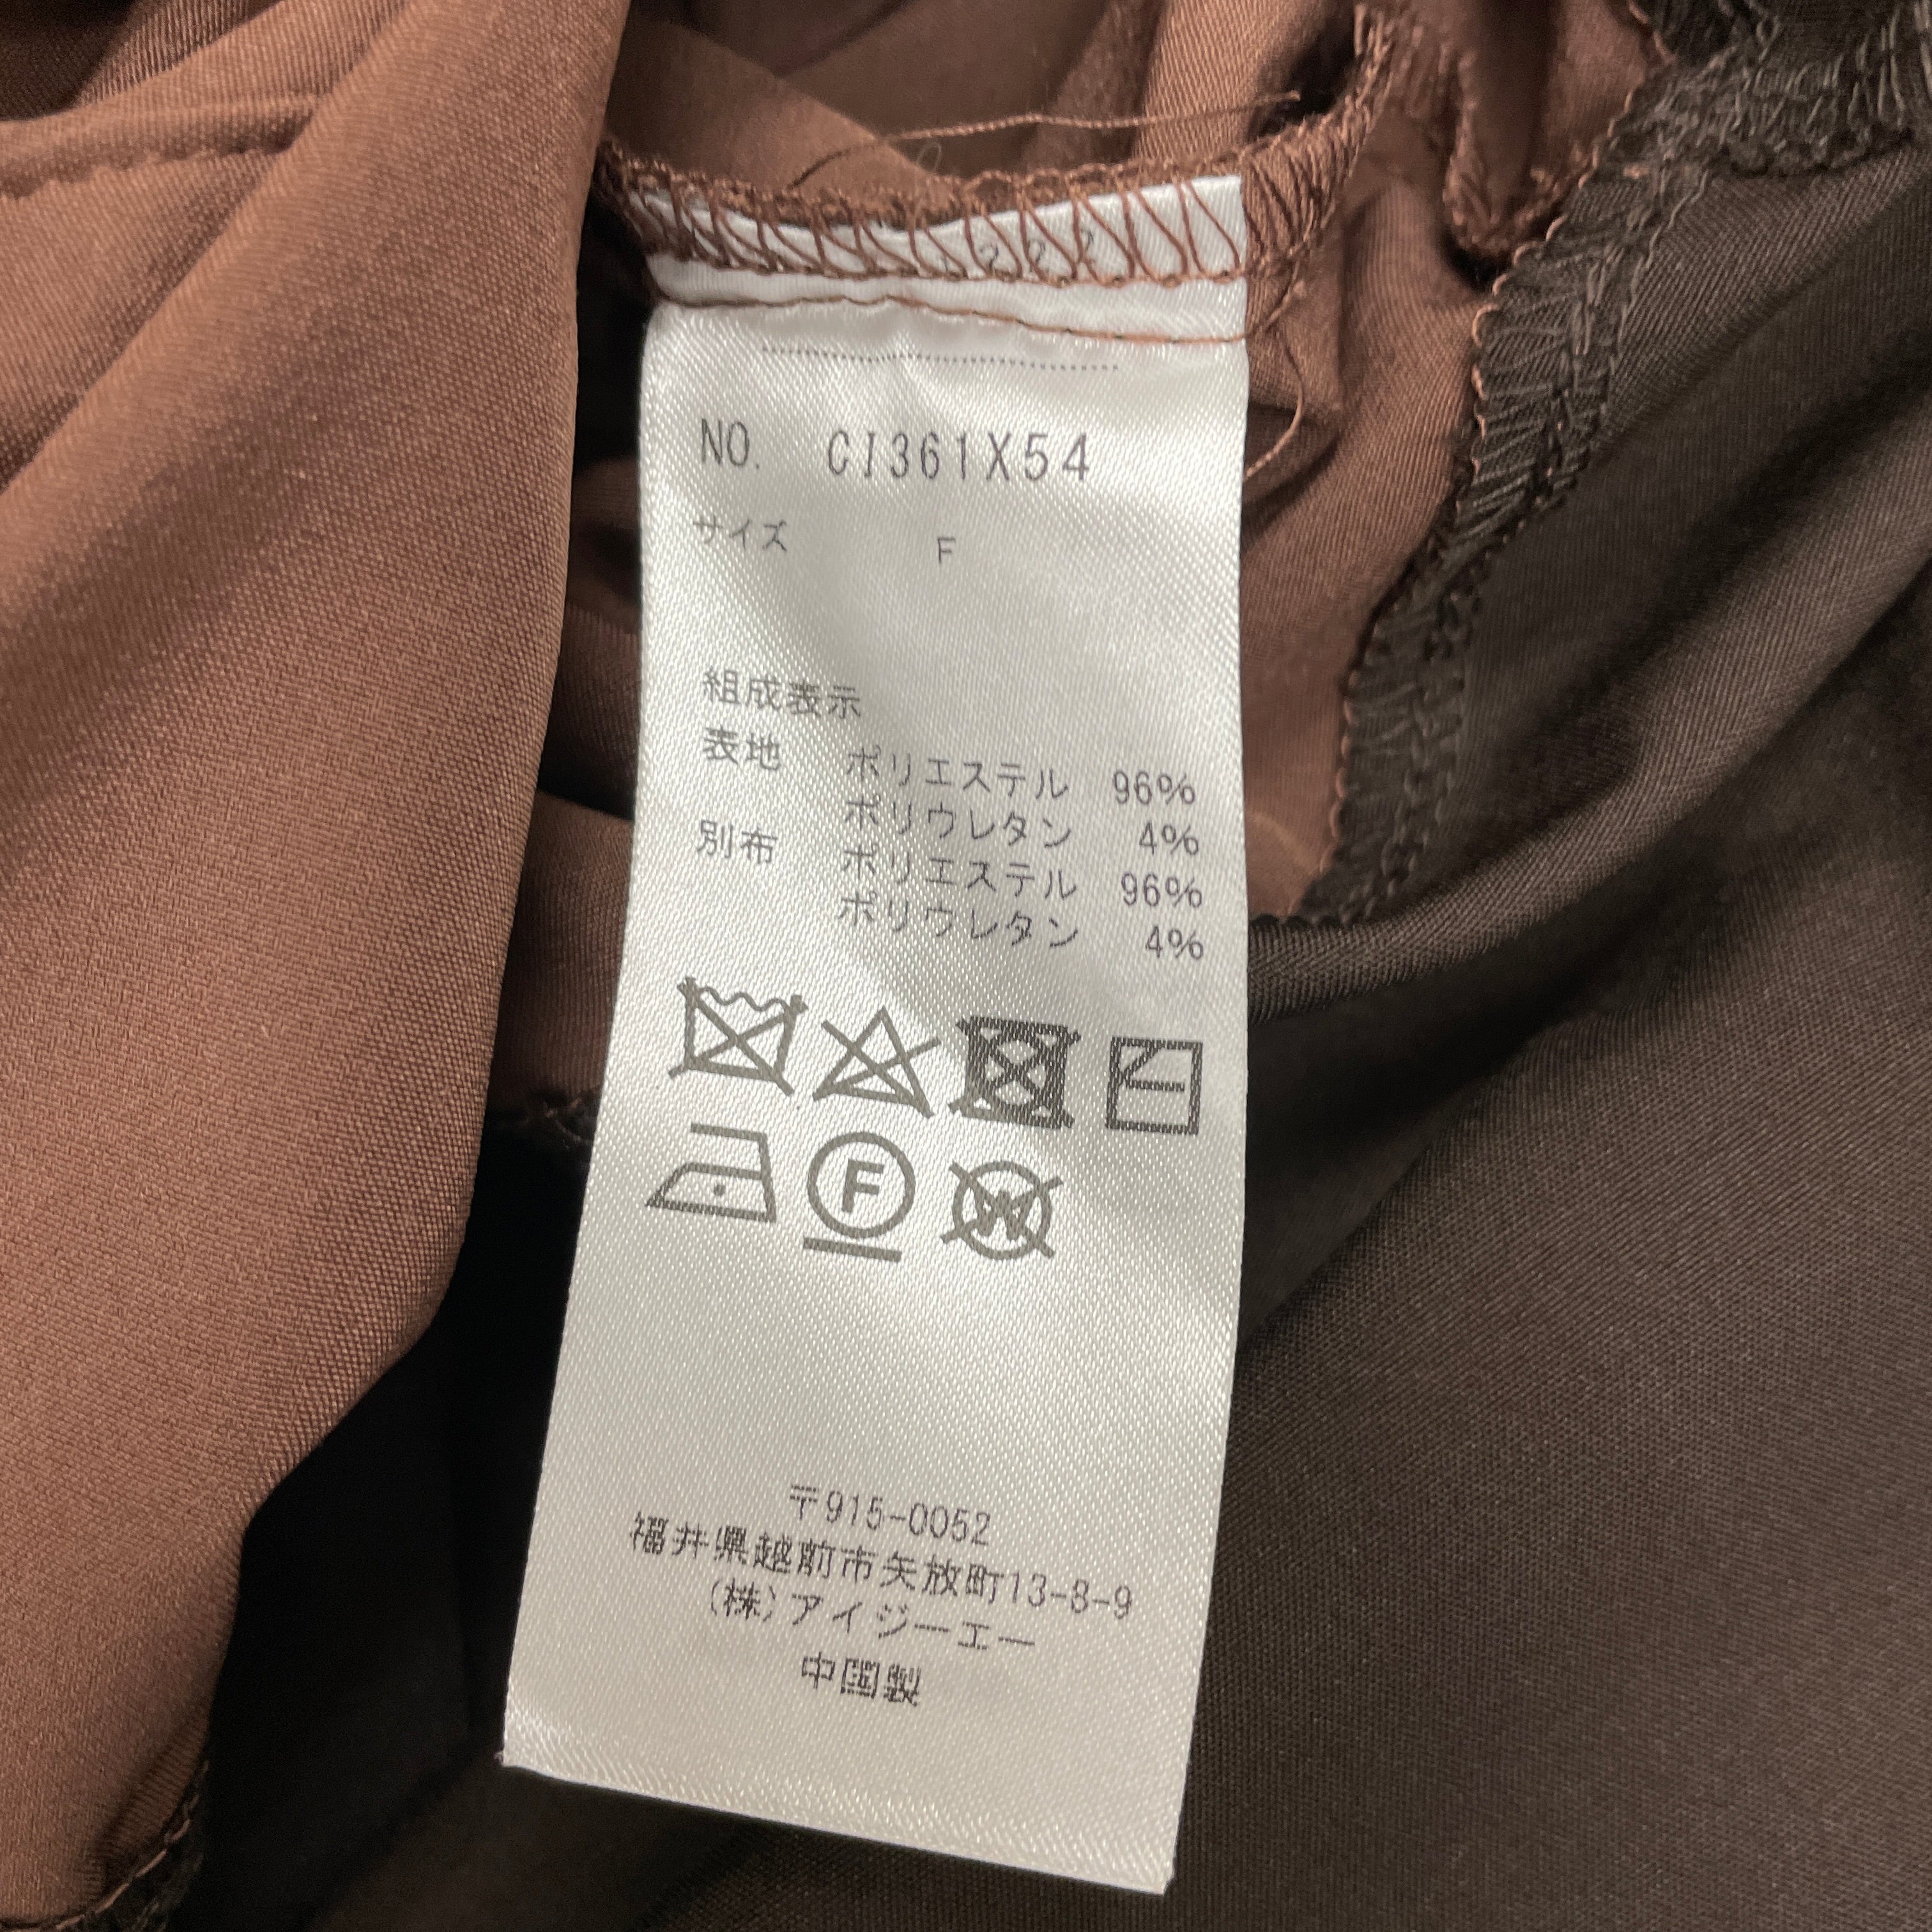 222
NO. CI361X54
サイズ F
組成表示
表地 ポリエステル 96%
ポリウレタン 4%
別布 ポリエステル 96%
ポリウレタン 4%
F W
〒915-0052
福井県越前市矢放町13-8-9
(株)アイジーエー
中国製